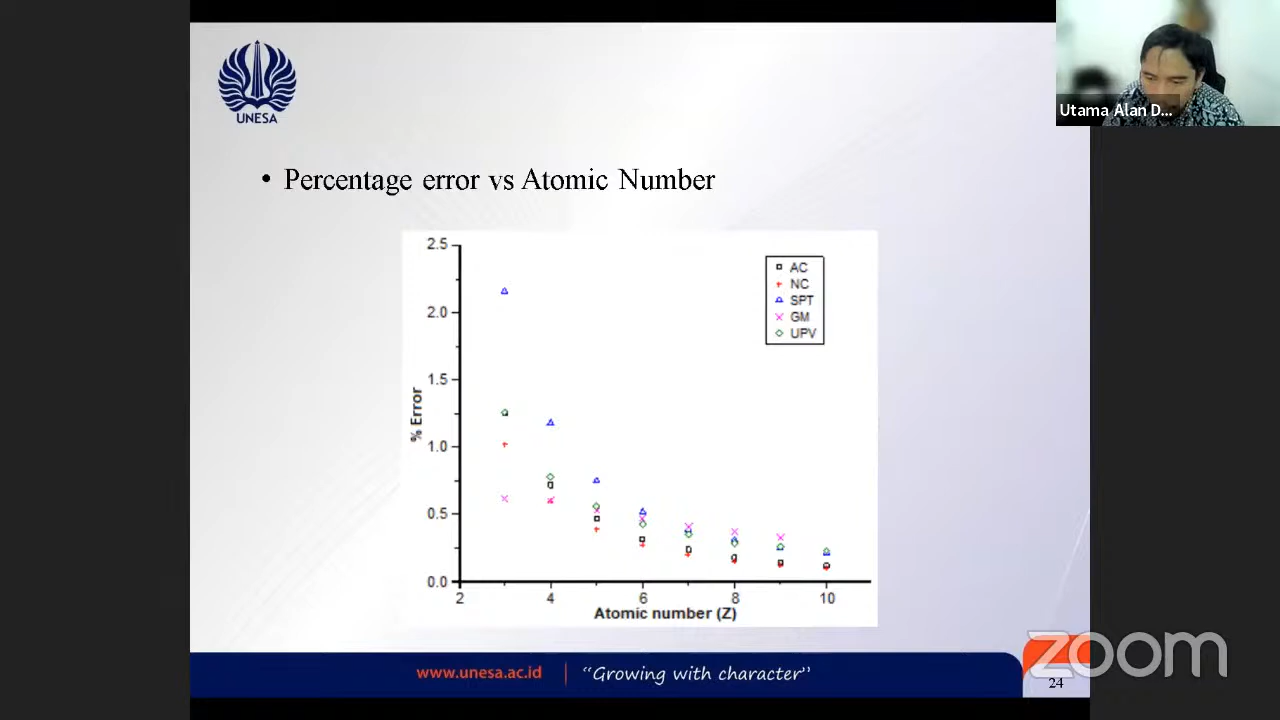 UNESA
Utama Alan D...
• Percentage error vs Atomic Number
2.5
2.0
1.5
1.0
0.5
0.0
% Error
AC
NC
SPT
GM
UPV
2 4 6 8 10
Atomic number (Z)
www.unesa.ac.id
“Growing with character”
zoom
24